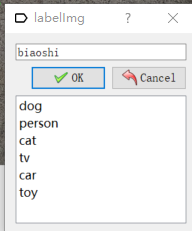 labelImg ? ×
biaoshi
OK Cancel
dog
person
cat
tv
car
toy